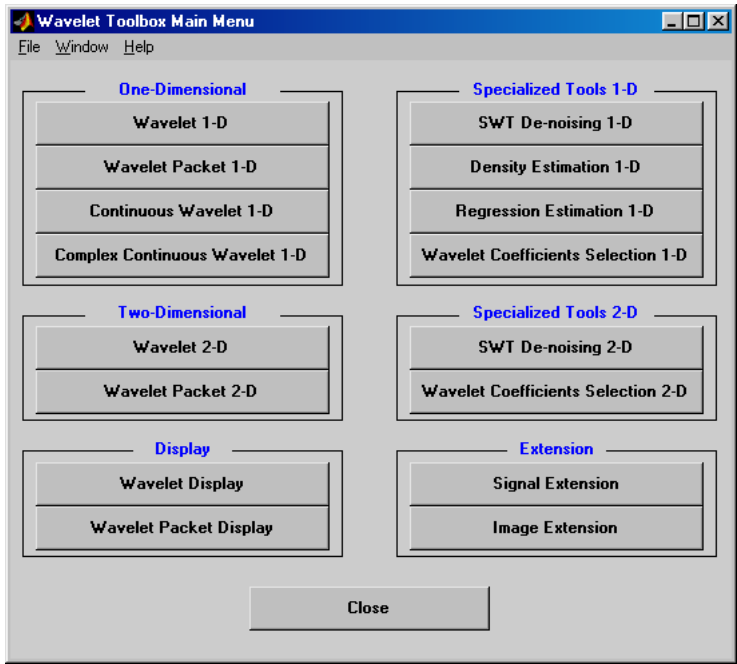 Wavelet Toolbox Main Menu
File Window Help
One-Dimensional
Wavelet 1-D
Wavelet Packet 1-D
Continuous Wavelet 1-D
Complex Continuous Wavelet 1-D
Specialized Tools 1-D
SWT De-noising 1-D
Density Estimation 1-D
Regression Estimation 1-D
Wavelet Coefficients Selection 1-D
Two-Dimensional
Wavelet 2-D
Wavelet Packet 2-D
Specialized Tools 2-D
SWT De-noising 2-D
Wavelet Coefficients Selection 2-D
Display
Wavelet Display
Wavelet Packet Display
Extension
Signal Extension
Image Extension
Close